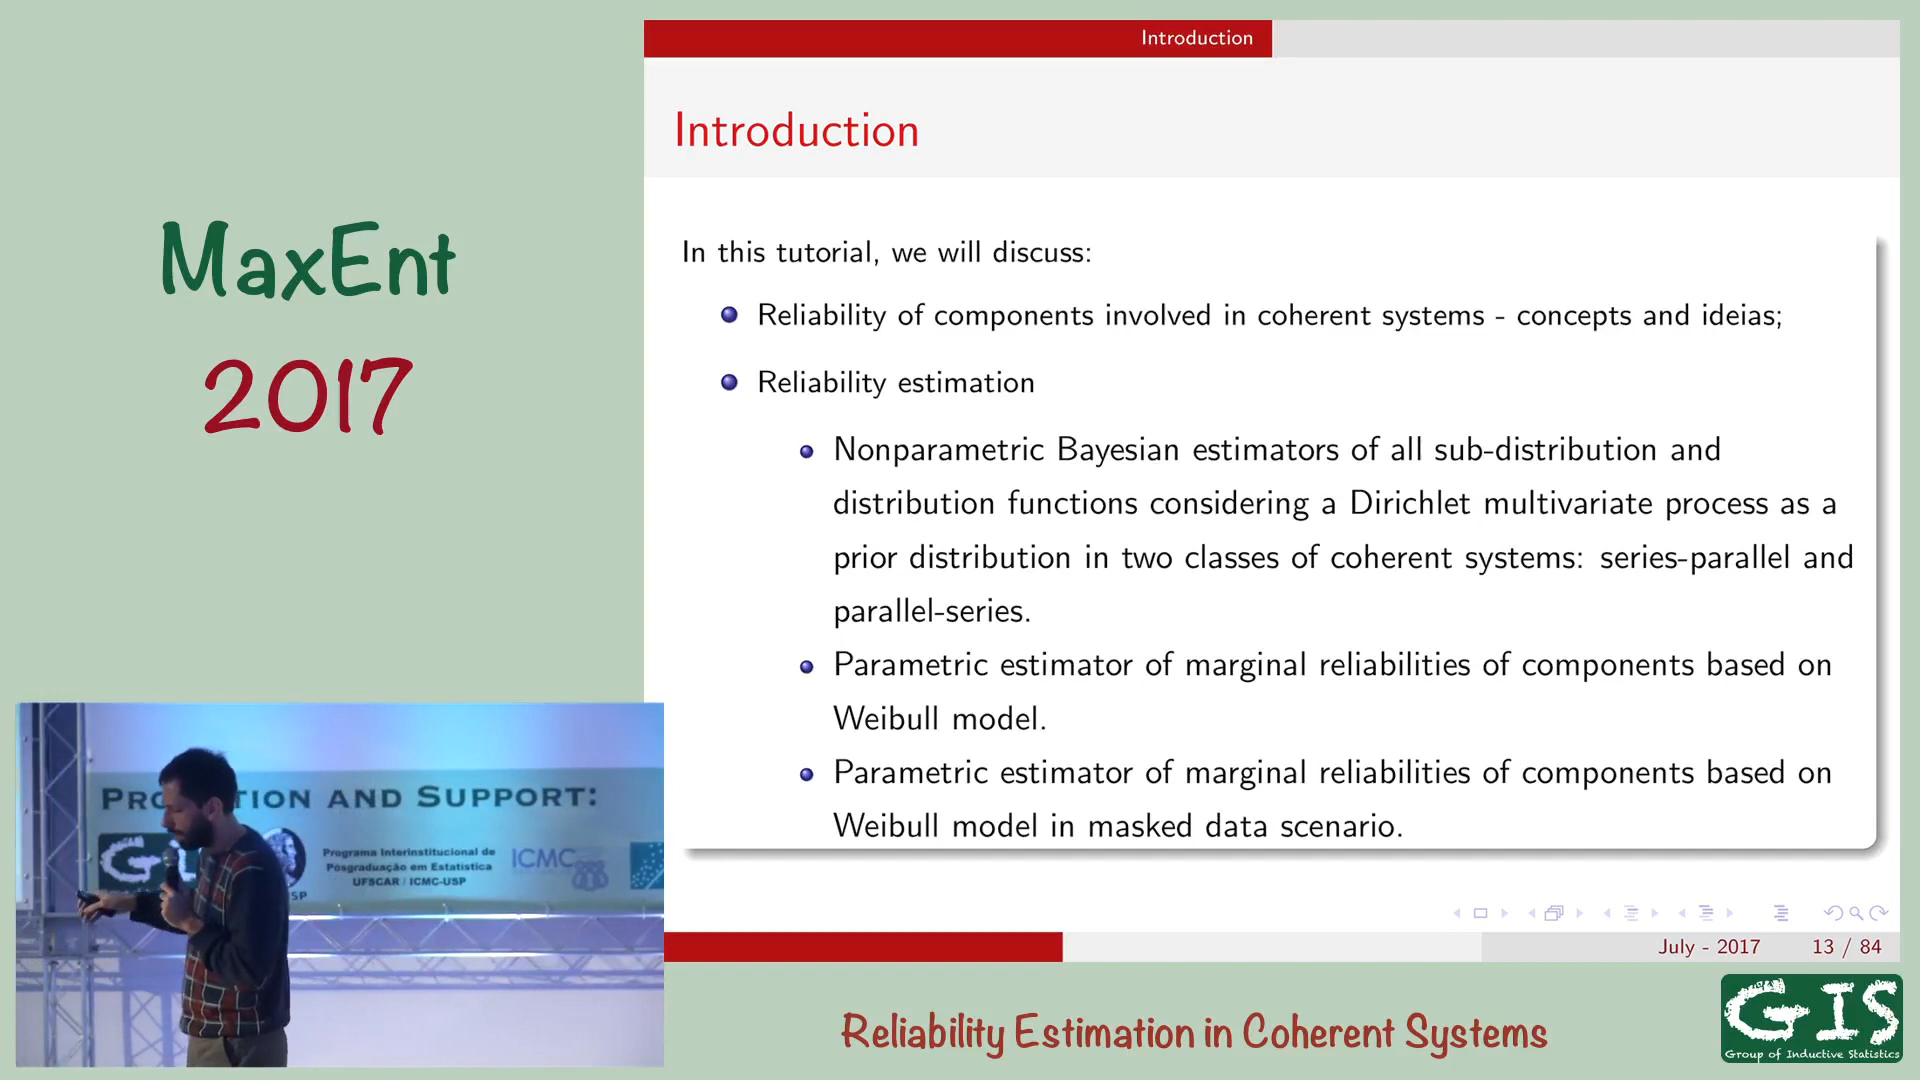 Introduction
Introduction
In this tutorial, we will discuss:
Reliability of components involved in coherent systems - concepts and ideias;
Reliability estimation
Nonparametric Bayesian estimators of all sub-distribution and
distribution functions considering a Dirichlet multivariate process as a
prior distribution in two classes of coherent systems: series-parallel and
parallel-series.
Parametric estimator of marginal reliabilities of components based on
Weibull model.
Parametric estimator of marginal reliabilities of components based on
Weibull model in masked data scenario.
July - 2017 13 / 84
MaxEnt
2017
AND SUPPORT:
Programa Interinstitucional de
Pósgraduação em Estatística
UFSCAR / ICMC-USP
ICMC
Reliability Estimation in Coherent Systems
GIS
Group of Inductive Statistics